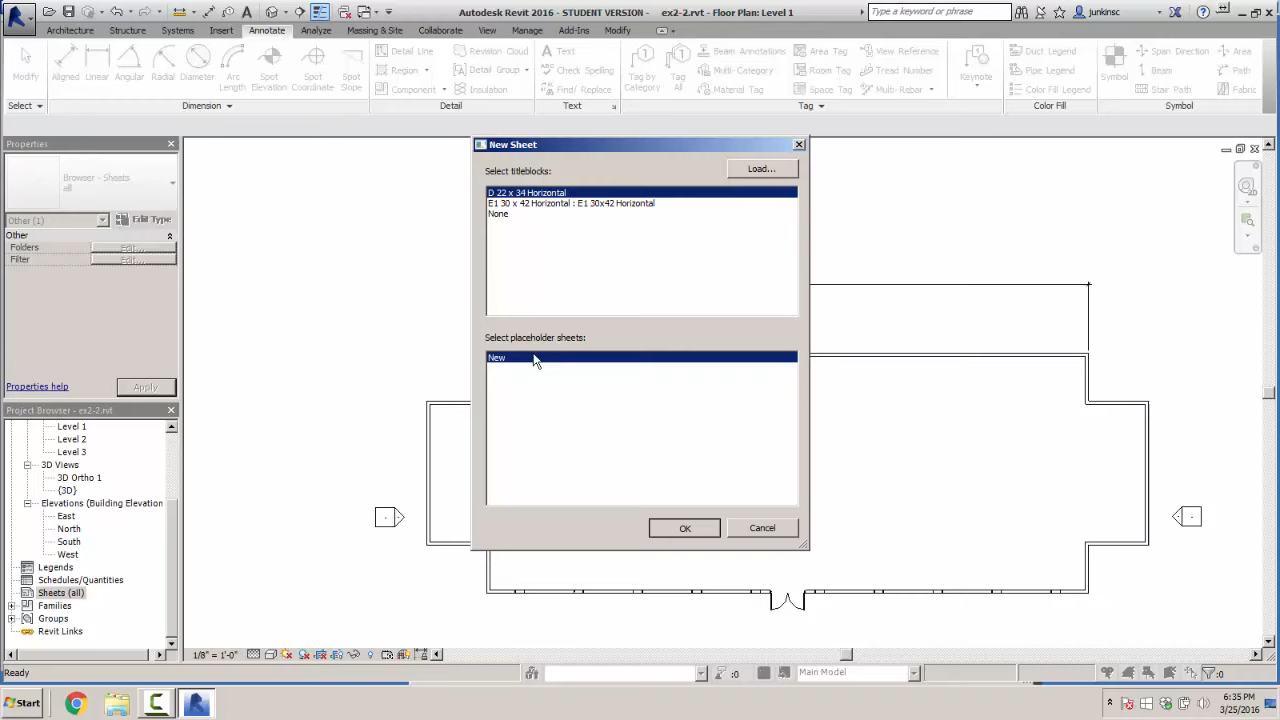 Autodesk Revit 2016 - STUDENT VERSION - ex2-2.rvt - Floor Plan: Level 1
Type a keyword or phrase
junkinsc
Architecture Structure Systems Insert Annotate Analyze Massing & Site Collaborate View Manage Add-Ins Modify
Modify Aligned Linear Angular Radial Diameter Arc Length Spot Elevation Spot Coordinate Spot Slope
Detail Line Revision Cloud Text Beam Annotations Area Tag View Reference Duct Legend Span Direction Area
Region Detail Group Check Spelling Tag by Category Tag All Multi-Category Room Tag Tread Number Keynote Pipe Legend Symbol Beam Path
Component Insulation Find/Replace Material Tag Space Tag Multi-Rebar Color Fill Legend Stair Path Fabric
Select Dimension Detail Text Tag Color Fill Symbol
Properties
Browser - Sheets
all
Other (1) Edit Type
Other
Folders Edit...
Filter Edit...
Properties help Apply
Project Browser - ex2-2.rvt
Level 1
Level 2
Level 3
3D Views
3D Ortho 1
{3D}
Elevations (Building Elevation
East
North
South
West
Legends
Schedules/Quantities
Sheets (all)
Families
Groups
Revit Links
New Sheet
Select titleblocks: Load...
D 22 x 34 Horizontal
E1 30 x 42 Horizontal : E1 30x42 Horizontal
None
Select placeholder sheets:
New
OK Cancel
1/8" = 1'-0"
Ready :0 Main Model :0
Start
6:35 PM
3/25/2016